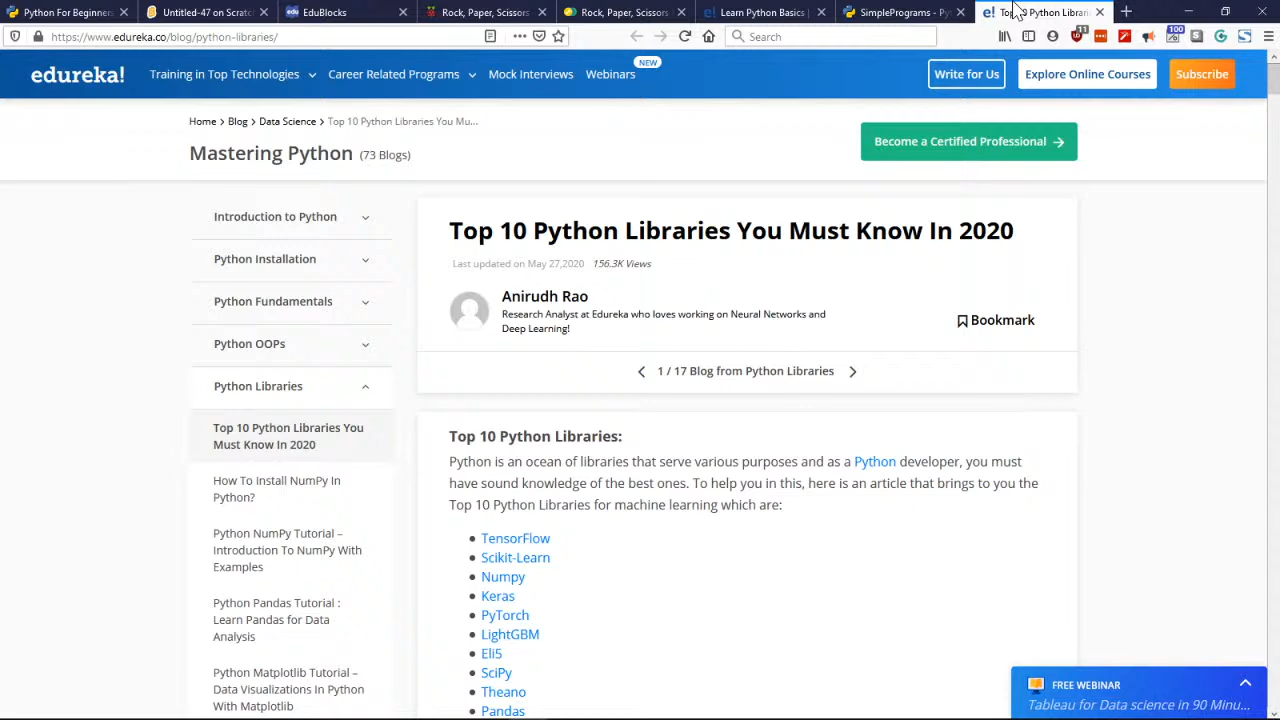 Python For Beginners
Untitled-47 on Scratch
EduBlocks
Rock, Paper, Scissors
Rock, Paper, Scissors
Learn Python Basics |
SimplePrograms - Py
Top 10 Python Librari
https://www.edureka.co/blog/python-libraries/
Search
11
100
edureka!
Training in Top Technologies
Career Related Programs
Mock Interviews
Webinars
NEW
Write for Us
Explore Online Courses
Subscribe
Home > Blog > Data Science > Top 10 Python Libraries You Mu...
Mastering Python (73 Blogs)
Become a Certified Professional →
Introduction to Python
Python Installation
Python Fundamentals
Python OOPs
Python Libraries
Top 10 Python Libraries You
Must Know In 2020
How To Install NumPy In
Python?
Python NumPy Tutorial –
Introduction To NumPy With
Examples
Python Pandas Tutorial :
Learn Pandas for Data
Analysis
Python Matplotlib Tutorial –
Data Visualizations In Python
With Matplotlib
Top 10 Python Libraries You Must Know In 2020
Last updated on May 27,2020 156.3K Views
Anirudh Rao
Research Analyst at Edureka who loves working on Neural Networks and
Deep Learning!
Bookmark
1 / 17 Blog from Python Libraries
Top 10 Python Libraries:
Python is an ocean of libraries that serve various purposes and as a Python developer, you must
have sound knowledge of the best ones. To help you in this, here is an article that brings to you the
Top 10 Python Libraries for machine learning which are:
TensorFlow
Scikit-Learn
Numpy
Keras
PyTorch
LightGBM
Eli5
SciPy
Theano
Pandas
FREE WEBINAR
Tableau for Data science in 90 Minu...